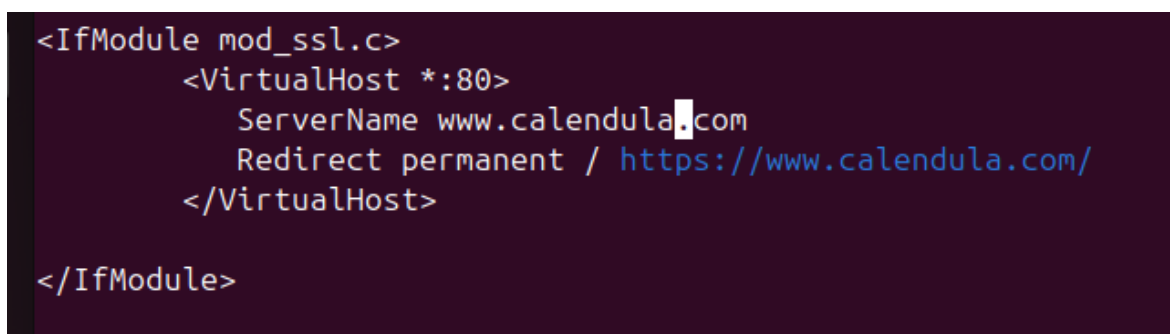 <IfModule mod_ssl.c>
<VirtualHost *:80>
ServerName www.calendula.com
Redirect permanent / https://www.calendula.com/
</VirtualHost>
</IfModule>